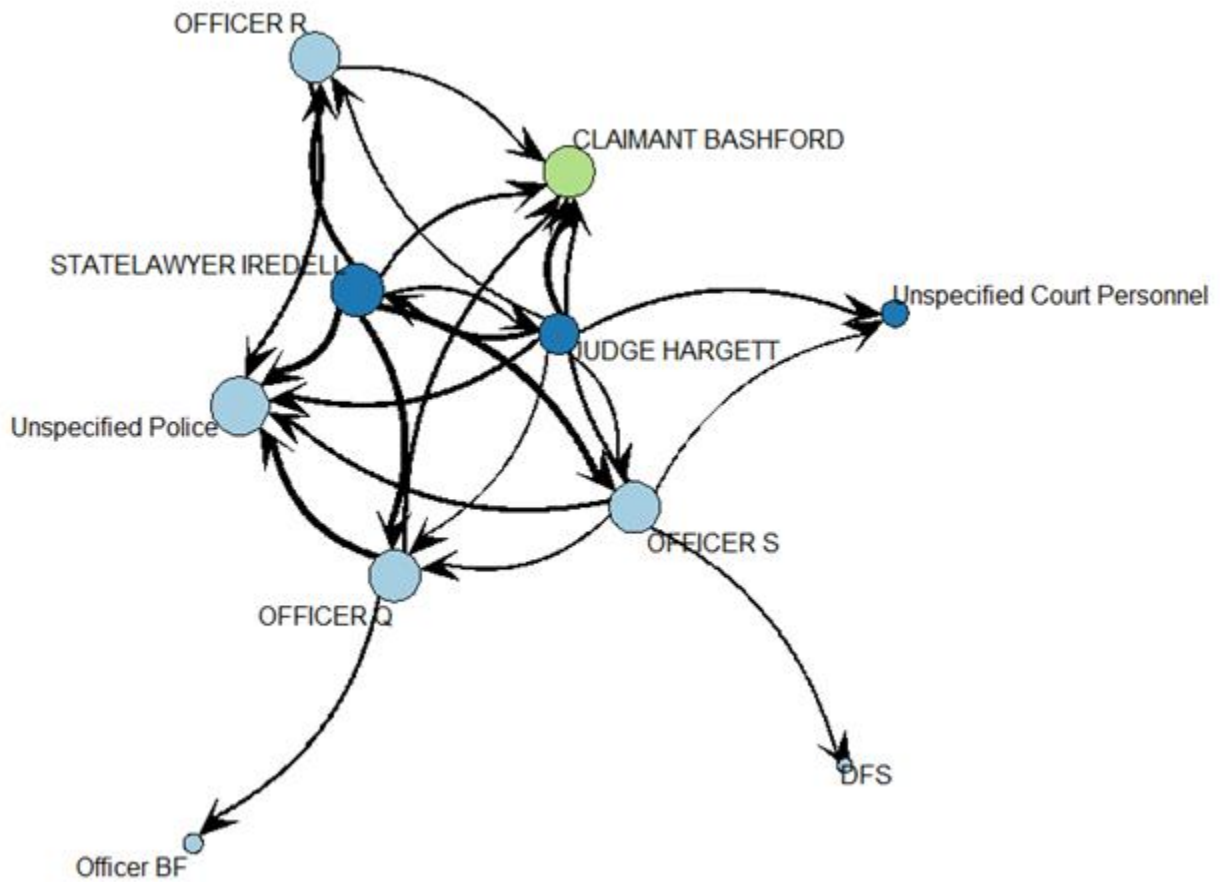 OFFICER R
CLAIMANT BASHFORD
STATELAWYER IREDELL
Unspecified Court Personnel
JUDGE HARGETT
Unspecified Police
OFFICER S
OFFICER Q
DFS
Officer BF